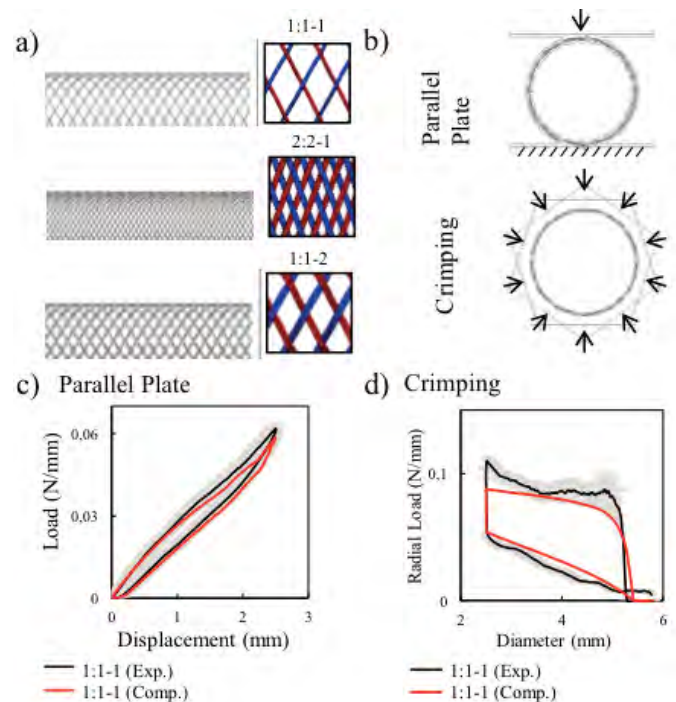 a)
1:1-1
2:2-1
1:1-2
b)
Parallel
Plate
Crimping
c) Parallel Plate
0.06
0.03
0
Load (N/mm)
0 1 2 3
Displacement (mm)
1:1-1 (Exp.)
1:1-1 (Comp.)
d) Crimping
0.1
0
Radial Load (N/mm)
2 4 6
Diameter (mm)
1:1-1 (Exp.)
1:1-1 (Comp.)